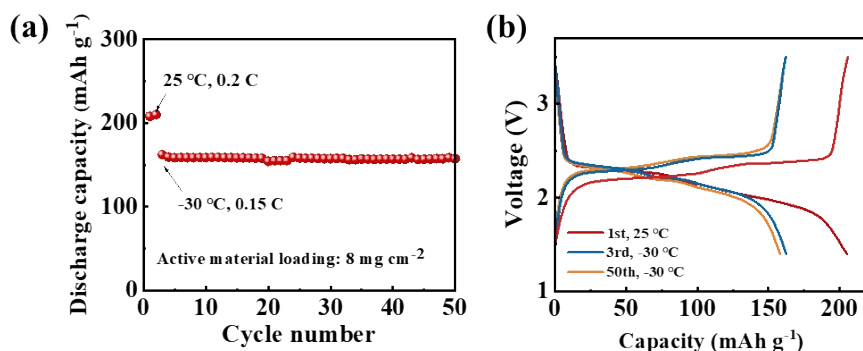 (a)
Discharge capacity (mAh g-1)
300
200
100
0
25 °C, 0.2 C
-30 °C, 0.15 C
Active material loading: 8 mg cm-2
0 10 20 30 40 50
Cycle number
(b)
Voltage (V)
3
2
1
1st, 25 °C
3rd, -30 °C
50th, -30 °C
0 50 100 150 200
Capacity (mAh g-1)